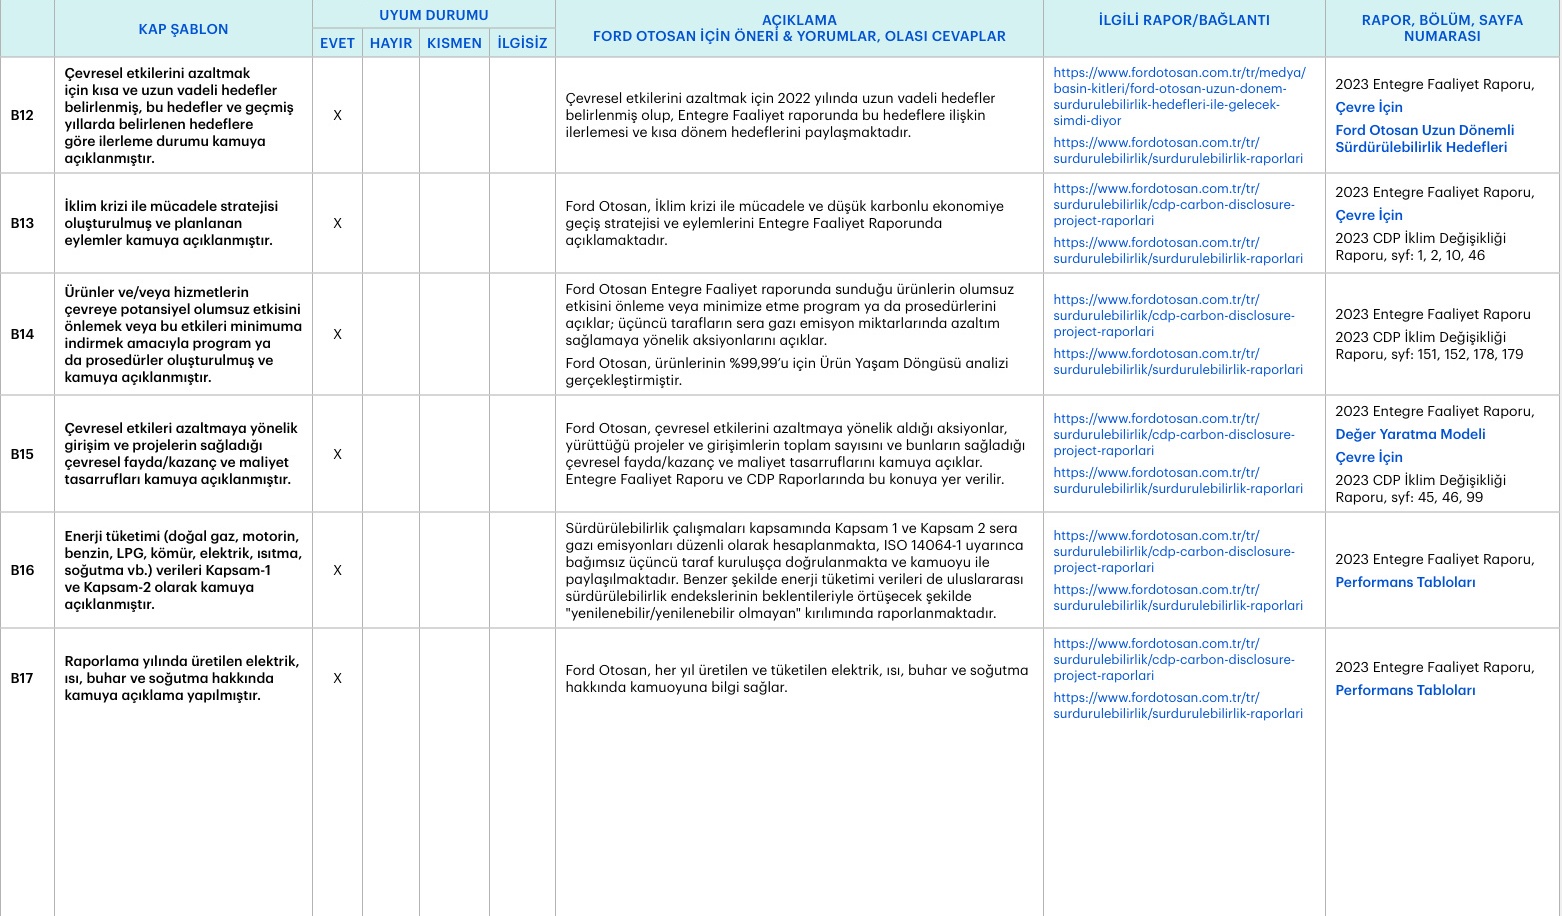 KAP ŞABLON
UYUM DURUMU
EVET
HAYIR
KISMEN
İLGİSİZ
AÇIKLAMA
FORD OTOSAN İÇİN ÖNERİ & YORUMLAR, OLASI CEVAPLAR
İLGİLİ RAPOR/BAĞLANTI
RAPOR, BÖLÜM, SAYFA
NUMARASI
B12
Çevresel etkilerini azaltmak
için kısa ve uzun vadeli hedefler
belirlenmiş, bu hedefler ve geçmiş
yıllarda belirlenen hedeflere
göre ilerleme durumu kamuya
açıklanmıştır.
X
Çevresel etkilerini azaltmak için 2022 yılında uzun vadeli hedefler
belirlenmiş olup, Entegre Faaliyet raporunda bu hedeflere ilişkin
ilerlemesi ve kısa dönem hedeflerini paylaşmaktadır.
https://www.fordotosan.com.tr/tr/medya/
basin-kitleri/ford-otosan-uzun-donem-
surdurulebilirlik-hedefleri-ile-gelecek-
simdi-diyor
https://www.fordotosan.com.tr/tr/
surdurulebilirlik/surdurulebilirlik-raporlari
2023 Entegre Faaliyet Raporu,
Çevre İçin
Ford Otosan Uzun Dönemli
Sürdürülebilirlik Hedefleri
B13
İklim krizi ile mücadele stratejisi
oluşturulmuş ve planlanan
eylemler kamuya açıklanmıştır.
X
Ford Otosan, İklim krizi ile mücadele ve düşük karbonlu ekonomiye
geçiş stratejisi ve eylemlerini Entegre Faaliyet Raporunda
açıklamaktadır.
https://www.fordotosan.com.tr/tr/
surdurulebilirlik/cdp-carbon-disclosure-
project-raporlari
https://www.fordotosan.com.tr/tr/
surdurulebilirlik/surdurulebilirlik-raporlari
2023 Entegre Faaliyet Raporu,
Çevre İçin
2023 CDP İklim Değişikliği
Raporu, syf: 1, 2, 10, 46
B14
Ürünler ve/veya hizmetlerin
çevreye potansiyel olumsuz etkisini
önlemek veya bu etkileri minimuma
indirmek amacıyla program ya
da prosedürler oluşturulmuş ve
kamuya açıklanmıştır.
X
Ford Otosan Entegre Faaliyet raporunda sunduğu ürünlerin olumsuz
etkisini önleme veya minimize etme program ya da prosedürlerini
açıklar; üçüncü tarafların sera gazı emisyon miktarlarında azaltım
sağlamaya yönelik aksiyonlarını açıklar.
Ford Otosan, ürünlerinin %99,99’u için Ürün Yaşam Döngüsü analizi
gerçekleştirmiştir.
https://www.fordotosan.com.tr/tr/
surdurulebilirlik/cdp-carbon-disclosure-
project-raporlari
https://www.fordotosan.com.tr/tr/
surdurulebilirlik/surdurulebilirlik-raporlari
2023 Entegre Faaliyet Raporu
2023 CDP İklim Değişikliği
Raporu, syf: 151, 152, 178, 179
B15
Çevresel etkileri azaltmaya yönelik
girişim ve projelerin sağladığı
çevresel fayda/kazanç ve maliyet
tasarrufları kamuya açıklanmıştır.
X
Ford Otosan, çevresel etkilerini azaltmaya yönelik aldığı aksiyonlar,
yürüttüğü projeler ve girişimlerin toplam sayısını ve bunların sağladığı
çevresel fayda/kazanç ve maliyet tasarruflarını kamuya açıklar.
Entegre Faaliyet Raporu ve CDP Raporlarında bu konuya yer verilir.
https://www.fordotosan.com.tr/tr/
surdurulebilirlik/cdp-carbon-disclosure-
project-raporlari
https://www.fordotosan.com.tr/tr/
surdurulebilirlik/surdurulebilirlik-raporlari
2023 Entegre Faaliyet Raporu,
Değer Yaratma Modeli
Çevre İçin
2023 CDP İklim Değişikliği
Raporu, syf: 45, 46, 99
B16
Enerji tüketimi (doğal gaz, motorin,
benzin, LPG, kömür, elektrik, ısıtma,
soğutma vb.) verileri Kapsam-1
ve Kapsam-2 olarak kamuya
açıklanmıştır.
X
Sürdürülebilirlik çalışmaları kapsamında Kapsam 1 ve Kapsam 2 sera
gazı emisyonları düzenli olarak hesaplanmakta, ISO 14064-1 uyarınca
bağımsız üçüncü taraf kuruluşça doğrulanmakta ve kamuoyu ile
paylaşılmaktadır. Benzer şekilde enerji tüketimi verileri de uluslararası
sürdürülebilirlik endekslerinin beklentileriyle örtüşecek şekilde
"yenilenebilir/yenilenebilir olmayan" kırılımında raporlanmaktadır.
https://www.fordotosan.com.tr/tr/
surdurulebilirlik/cdp-carbon-disclosure-
project-raporlari
https://www.fordotosan.com.tr/tr/
surdurulebilirlik/surdurulebilirlik-raporlari
2023 Entegre Faaliyet Raporu,
Performans Tabloları
B17
Raporlama yılında üretilen elektrik,
ısı, buhar ve soğutma hakkında
kamuya açıklama yapılmıştır.
X
Ford Otosan, her yıl üretilen ve tüketilen elektrik, ısı, buhar ve soğutma
hakkında kamuoyuna bilgi sağlar.
https://www.fordotosan.com.tr/tr/
surdurulebilirlik/cdp-carbon-disclosure-
project-raporlari
https://www.fordotosan.com.tr/tr/
surdurulebilirlik/surdurulebilirlik-raporlari
2023 Entegre Faaliyet Raporu,
Performans Tabloları